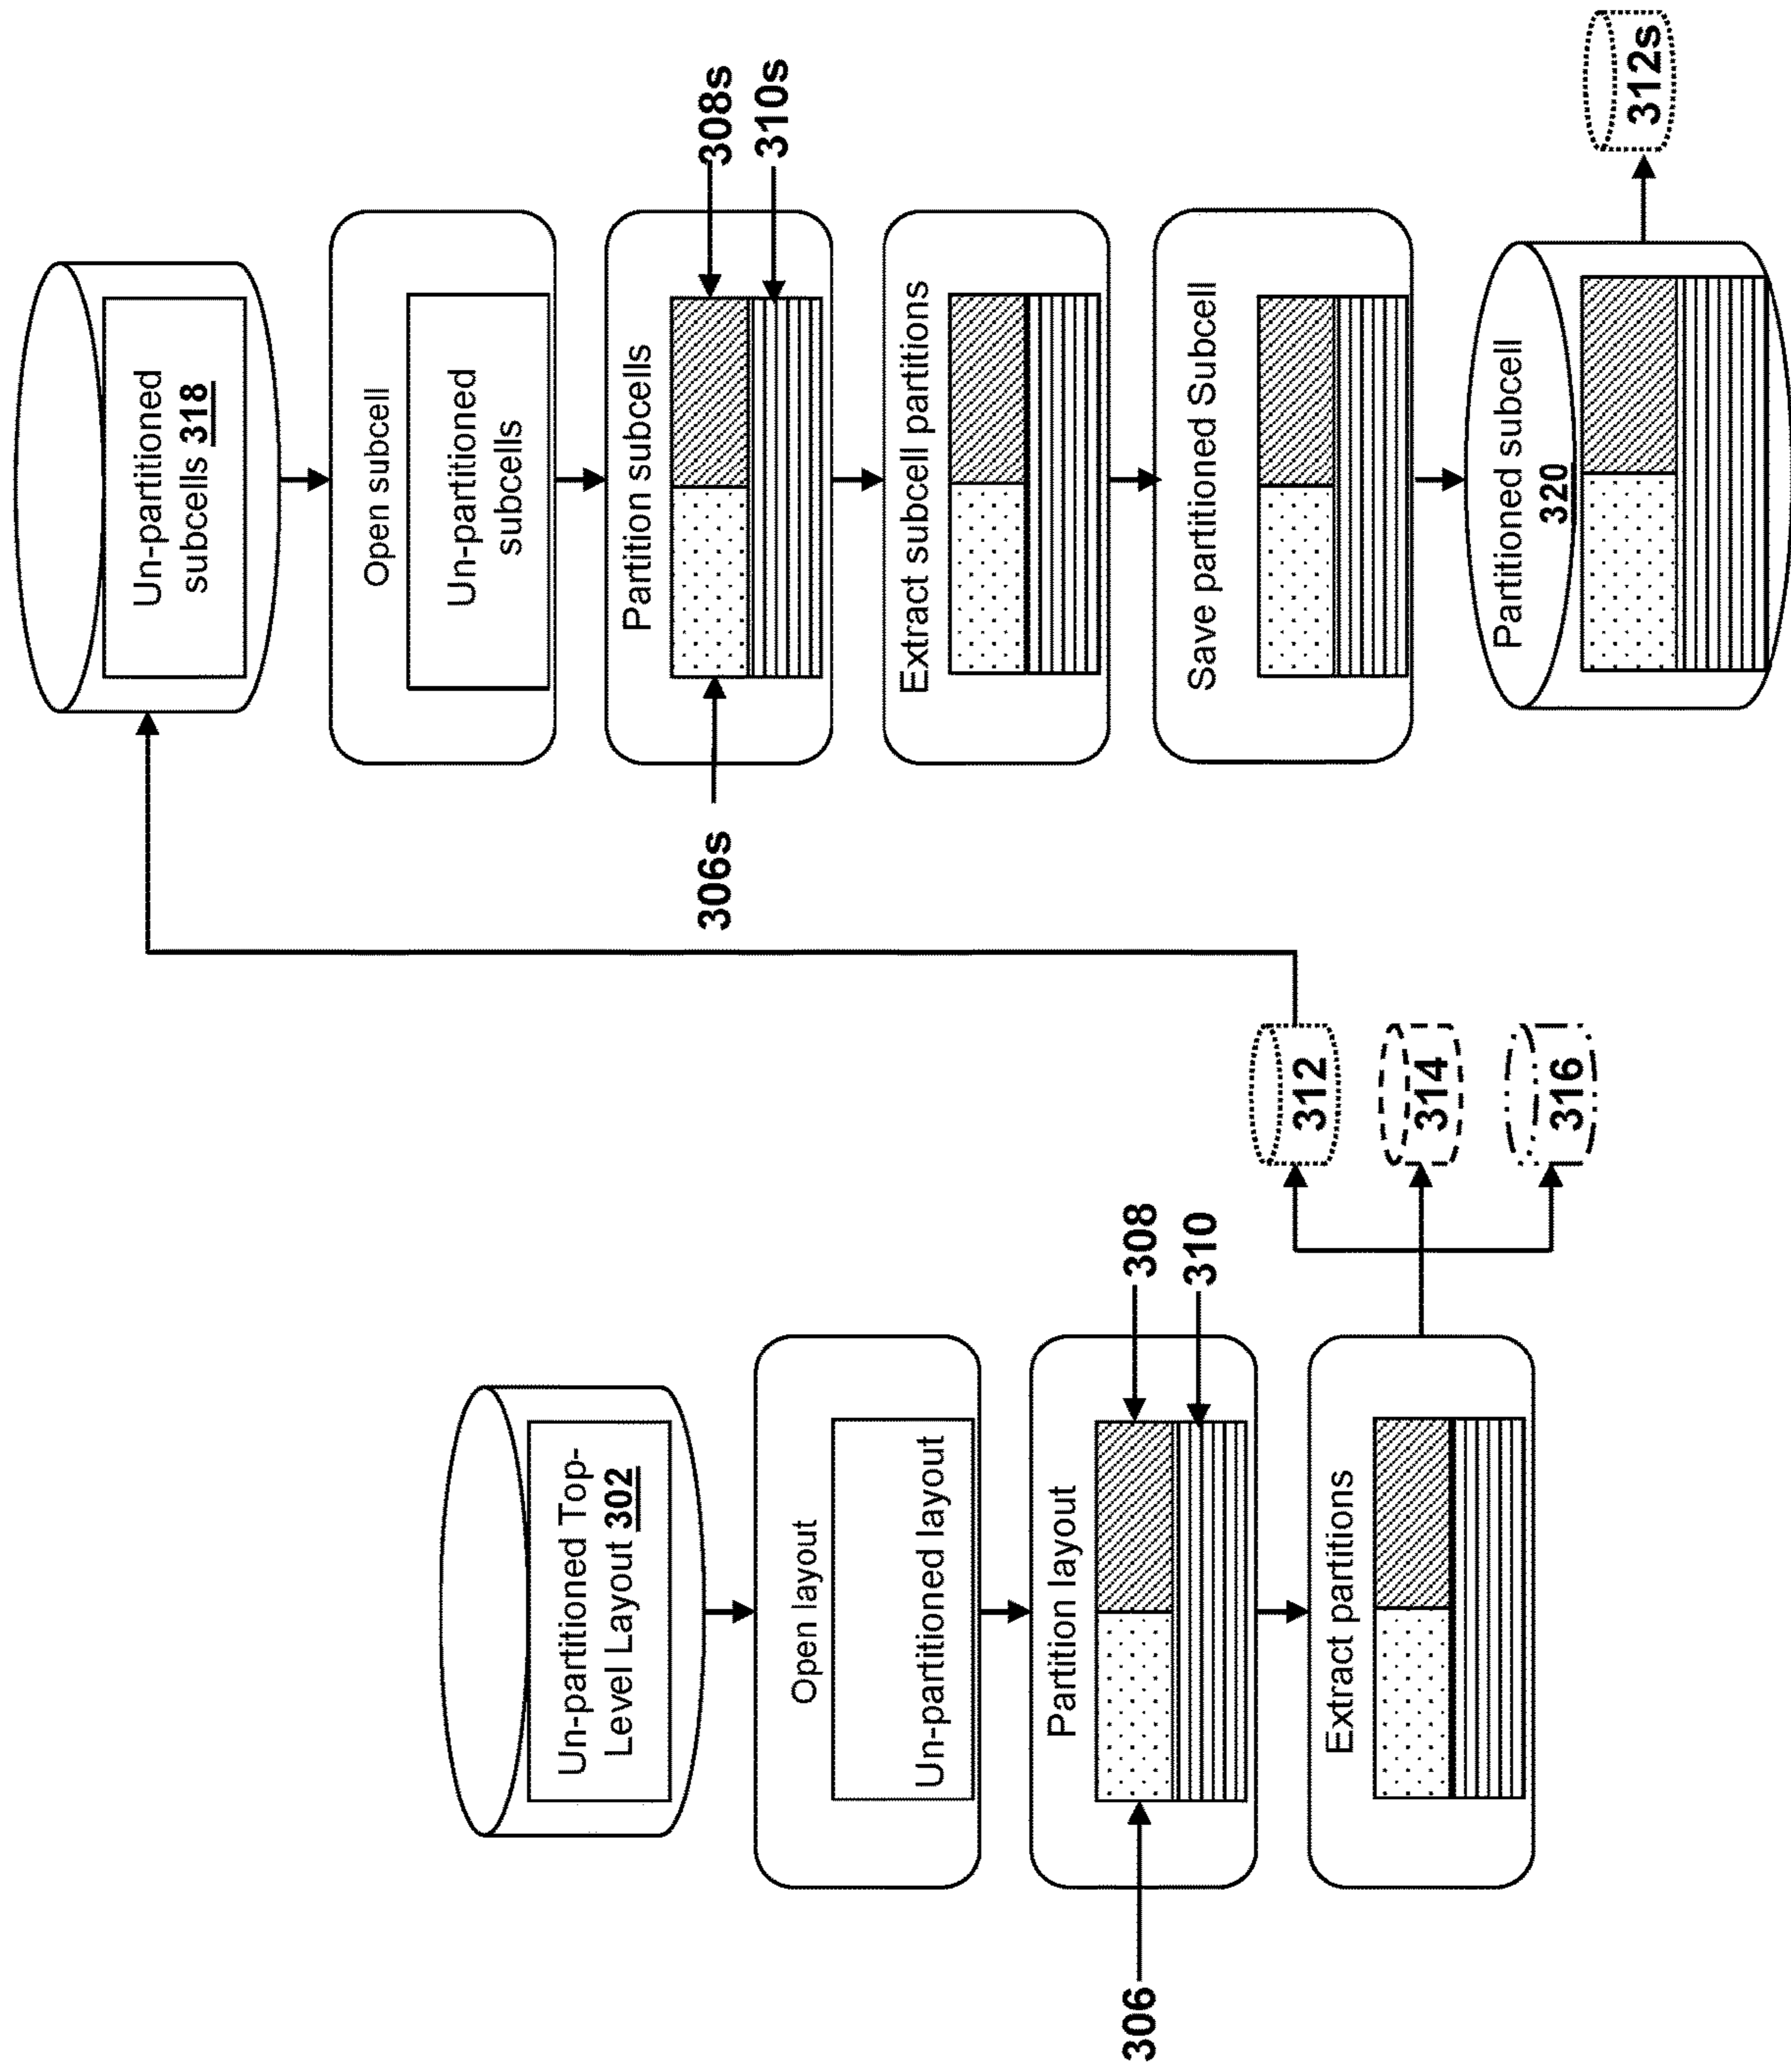 Un-partitioned Top-
Level Layout 302
Open layout
Un-partitioned layout
Partition layout
306
308
310
Extract partitions
312
314
316
Un-partitioned
subcells 318
Open subcell
Un-partitioned
subcells
Partition subcells
306s
308s
310s
Extract subcell partitions
Save partitioned Subcell
Partitioned subcell
320
312s